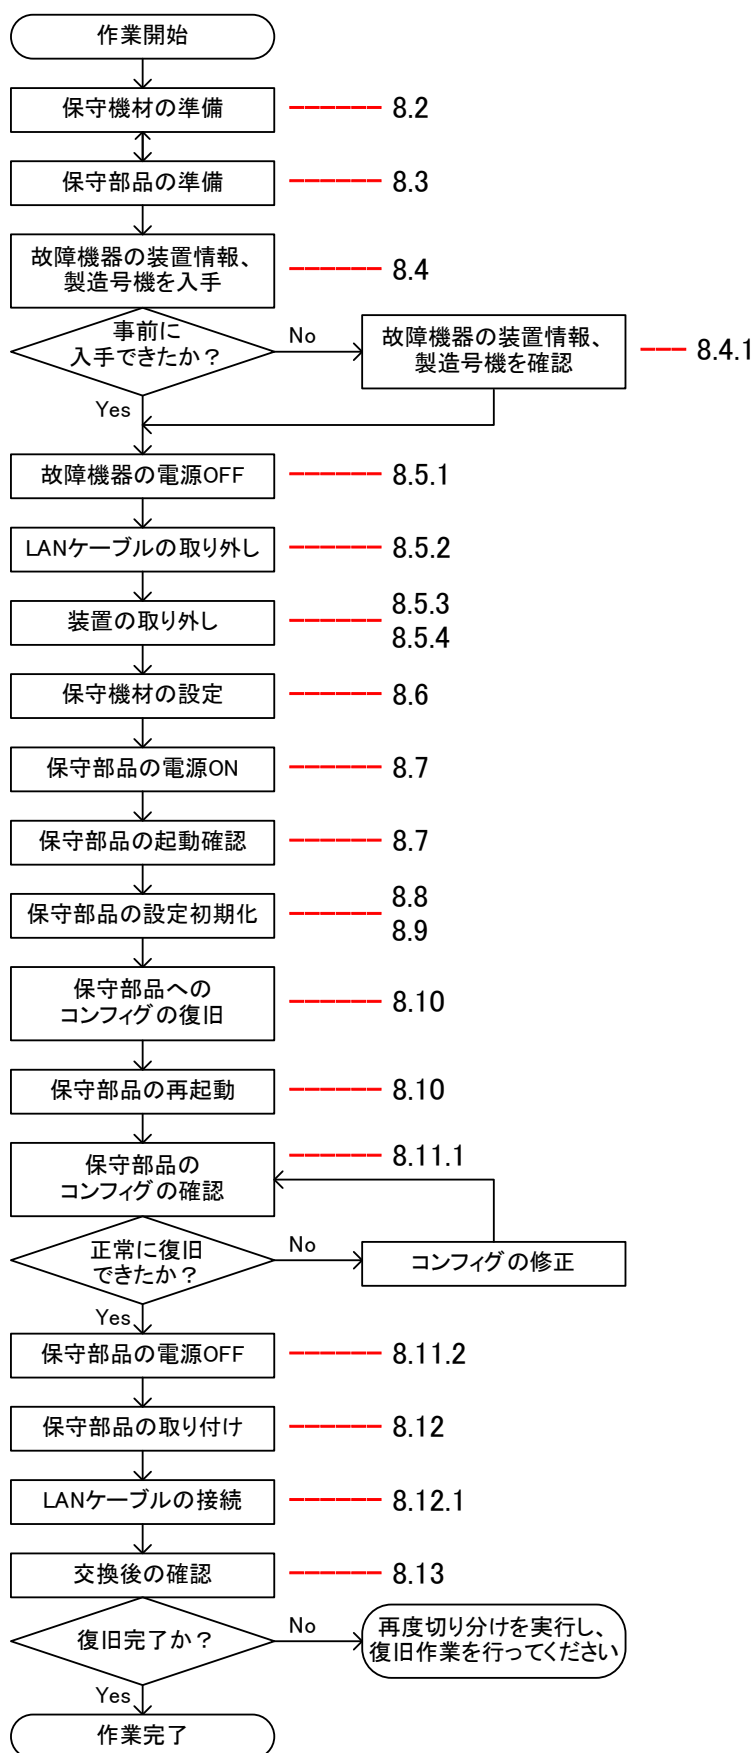 作業開始
保守機材の準備
8.2
保守部品の準備
8.3
故障機器の装置情報、
製造号機を入手
8.4
事前に
入手できたか？
No
故障機器の装置情報、
製造号機を確認
8.4.1
Yes
故障機器の電源OFF
8.5.1
LANケーブルの取り外し
8.5.2
装置の取り外し
8.5.3
8.5.4
保守機材の設定
8.6
保守部品の電源ON
8.7
保守部品の起動確認
8.7
保守部品の設定初期化
8.8
8.9
保守部品への
コンフィグの復旧
8.10
保守部品の再起動
8.10
保守部品の
コンフィグの確認
8.11.1
正常に復旧
できたか？
No
コンフィグの修正
Yes
保守部品の電源OFF
8.11.2
保守部品の取り付け
8.12
LANケーブルの接続
8.12.1
交換後の確認
8.13
復旧完了か？
No
再度切り分けを実行し、
復旧作業を行ってください
Yes
作業完了